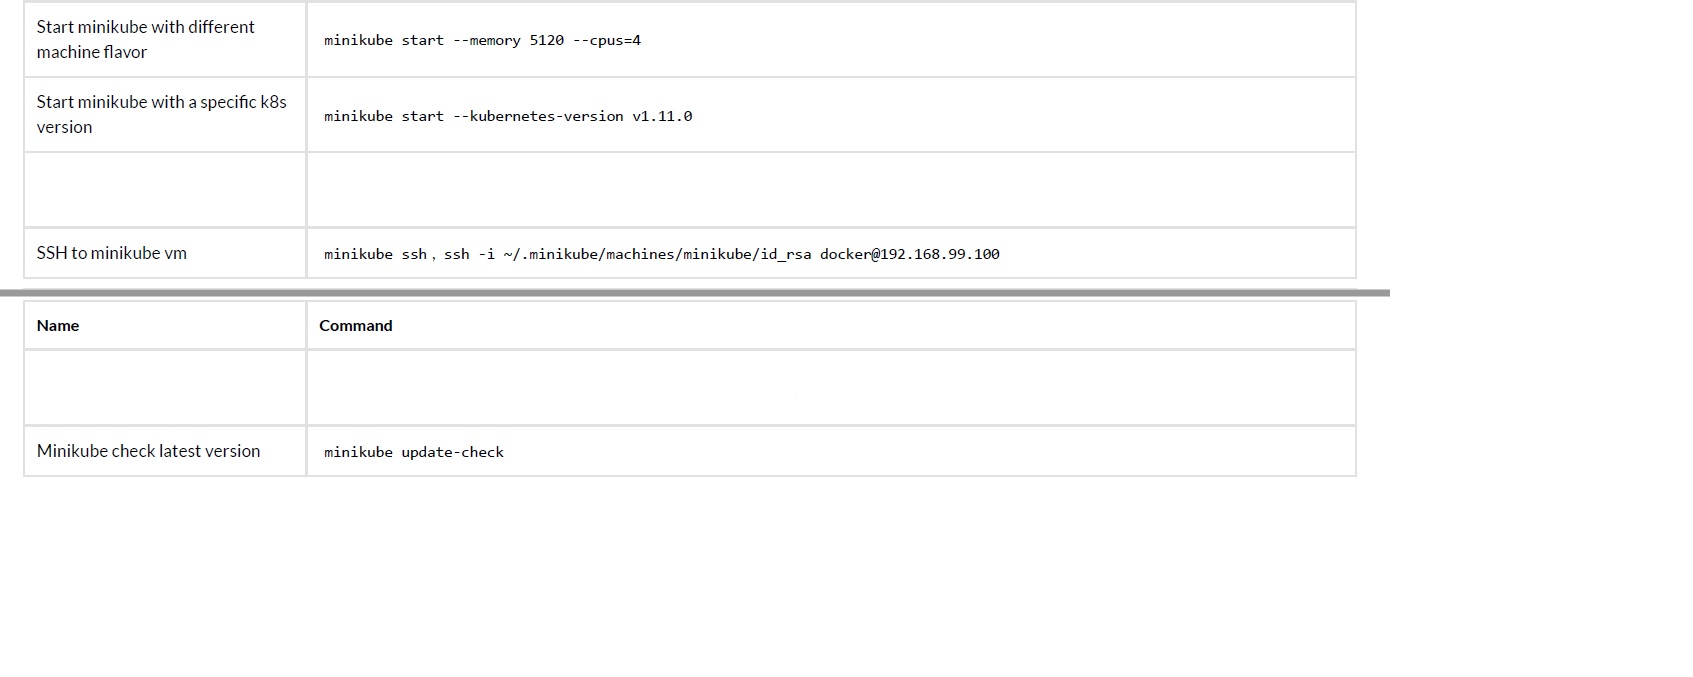 Start minikube with different
machine flavor
minikube start --memory 5120 --cpus=4
Start minikube with a specific k8s
version
minikube start --kubernetes-version v1.11.0
SSH to minikube vm
minikube ssh, ssh -i ~/.minikube/machines/minikube/id_rsa docker@192.168.99.100
Name
Command
Minikube check latest version
minikube update-check